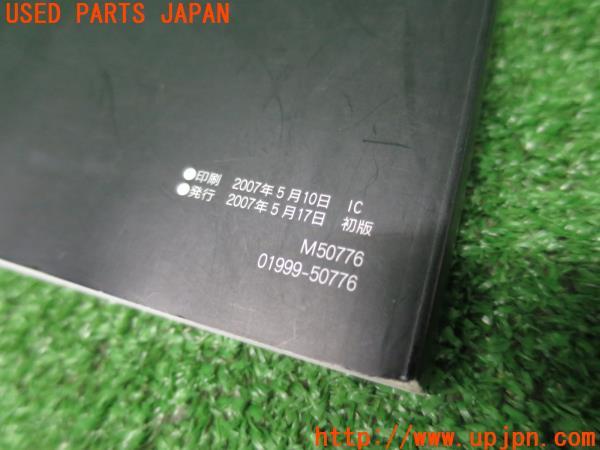 USED PARTS JAPAN
●印刷 2007年5月10日 IC
●発行 2007年5月17日 初版
M50776
01999-50776
http://www.upjpn.com/